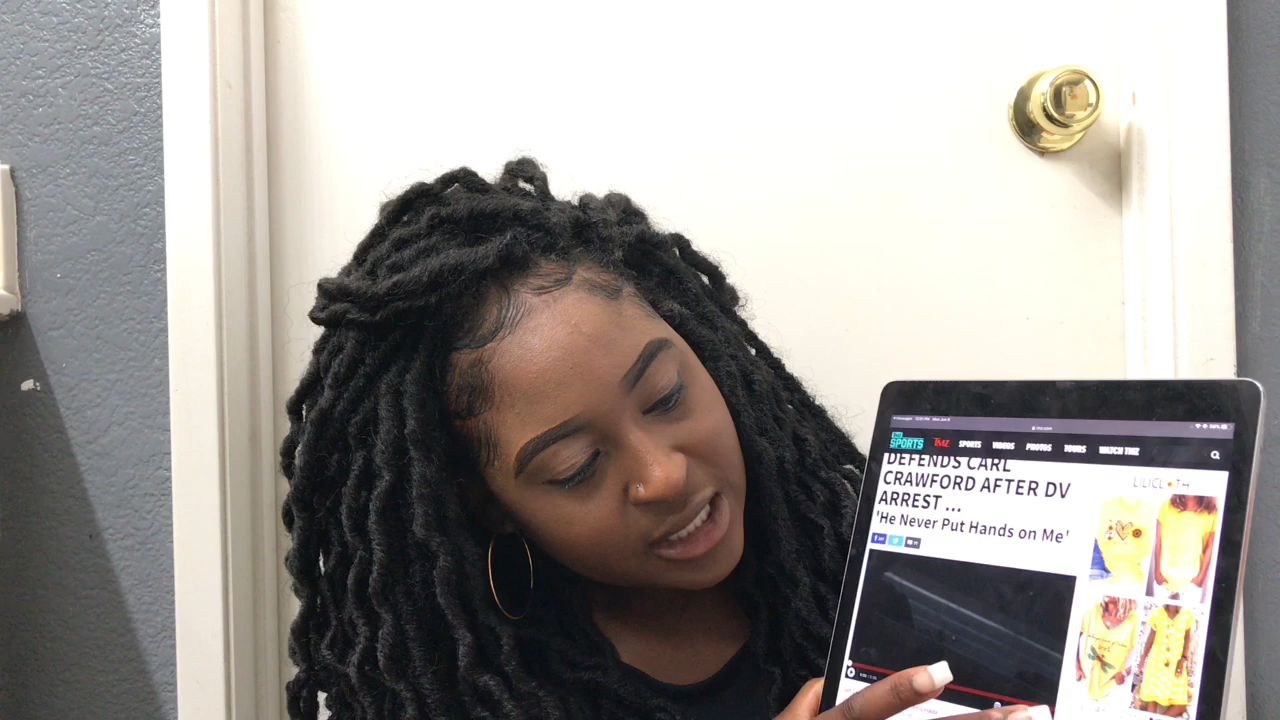 SPORTS TMZ SPORTS VIDEOS PHOTOS TOURS WATCH TMZ
DEFENDS CARL
CRAWFORD AFTER DV
ARREST ...
'He Never Put Hands on Me'
LILICLOTH